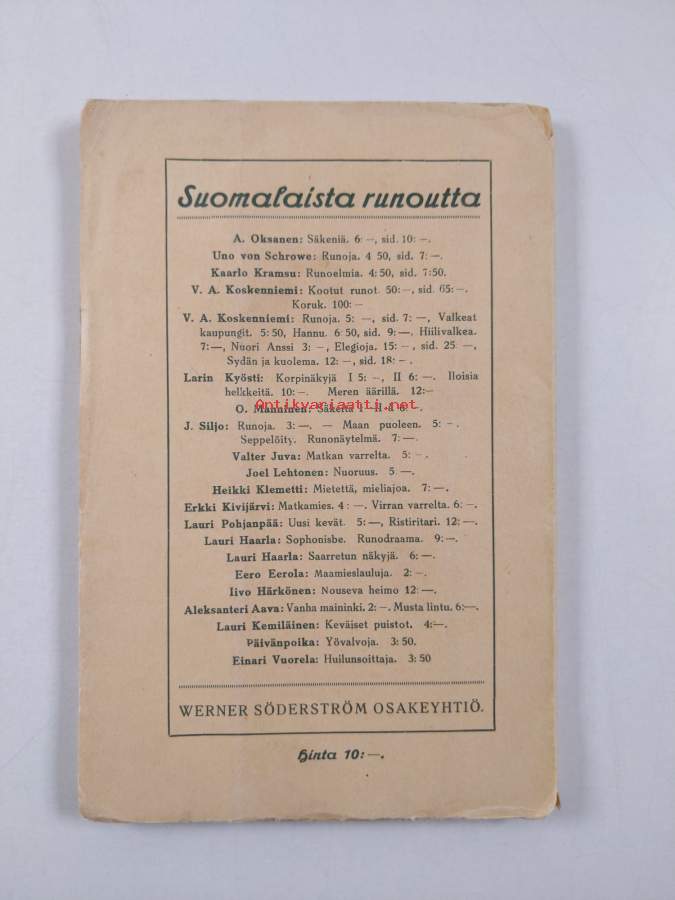 Suomalaista runoutta
A. Oksanen: Säkeniä. 6:—, sid. 10:—.
Uno von Schrowe: Runoja. 4 50, sid. 7:—.
Kaarlo Kramsu: Runoelmia. 4:50, sid. 7:50.
V. A. Koskenniemi: Kootut runot 50:—, sid. 65:—.
Koruk. 100:—
V. A. Koskenniemi: Runoja. 5:—, sid. 7:—, Valkeat
kaupungit. 5:50, Hannu. 6:50, sid. 9:—. Hiilivalkea.
7:—, Nuori Anssi 3:—, Elegioja. 15:—, sid. 25 —,
Sydän ja kuolema. 12:—, sid. 18:—.
Larin Kyösti: Korpinäkyjä I 5:—, II 6:—. Iloisia
helkkeitä. 10:—. Meren äärillä. 12:—
Antikvariaatti.net
O. Manninen: Säkeitä I—II à 6:—.
J. Siljo: Runoja. 3:—. — Maan puoleen. 5:—.
Seppelöity. Runonäytelmä. 7:—
Valter Juva: Matkan varrelta. 5:—.
Joel Lehtonen: Nuoruus. 5 —.
Heikki Klemetti: Mietettä, mieliajoa. 7:—.
Erkki Kivijärvi: Matkamies. 4:—. Virran varrelta. 6:—.
Lauri Pohjanpää: Uusi kevät. 5:—, Ristiritari. 12:—.
Lauri Haarla: Sophonisbe. Runodraama. 9:—.
Lauri Haarla: Saarretun näkyjä. 6:—.
Eero Eerola: Maamieslauluja. 2:—.
Iivo Härkönen: Nouseva heimo 12:—,
Aleksanteri Aava: Vanha maininki. 2:—. Musta lintu. 6:—.
Lauri Kemiläinen: Keväiset puistot. 4:—.
Päivänpoika: Yövalvoja. 3:50.
Einari Vuorela: Huilunsoittaja. 3:50
WERNER SÖDERSTRÖM OSAKEYHTIÖ.
Hinta 10:—.